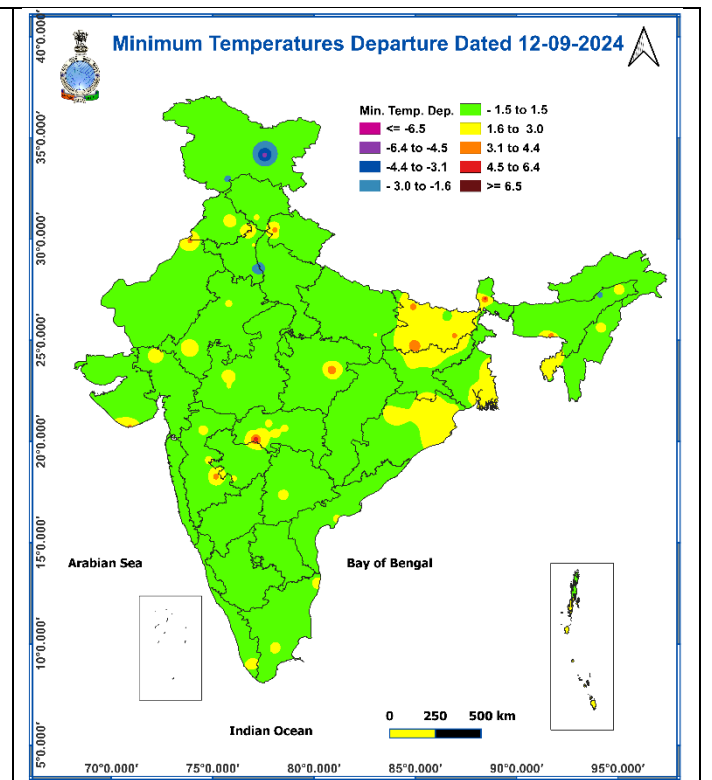 Minimum Temperatures Departure Dated 12-09-2024
Min. Temp. Dep.
<= -6.5
-6.4 to -4.5
-4.4 to -3.1
- 3.0 to -1.6
- 1.5 to 1.5
1.6 to 3.0
3.1 to 4.4
4.5 to 6.4
>= 6.5
40°0.000'
35°0.000'
30°0.000'
25°0.000'
20°0.000'
15°0.000'
10°0.000'
5°0.000'
Arabian Sea
Bay of Bengal
Indian Ocean
0 250 500 km
70°0.000' 75°0.000' 80°0.000' 85°0.000' 90°0.000' 95°0.000'